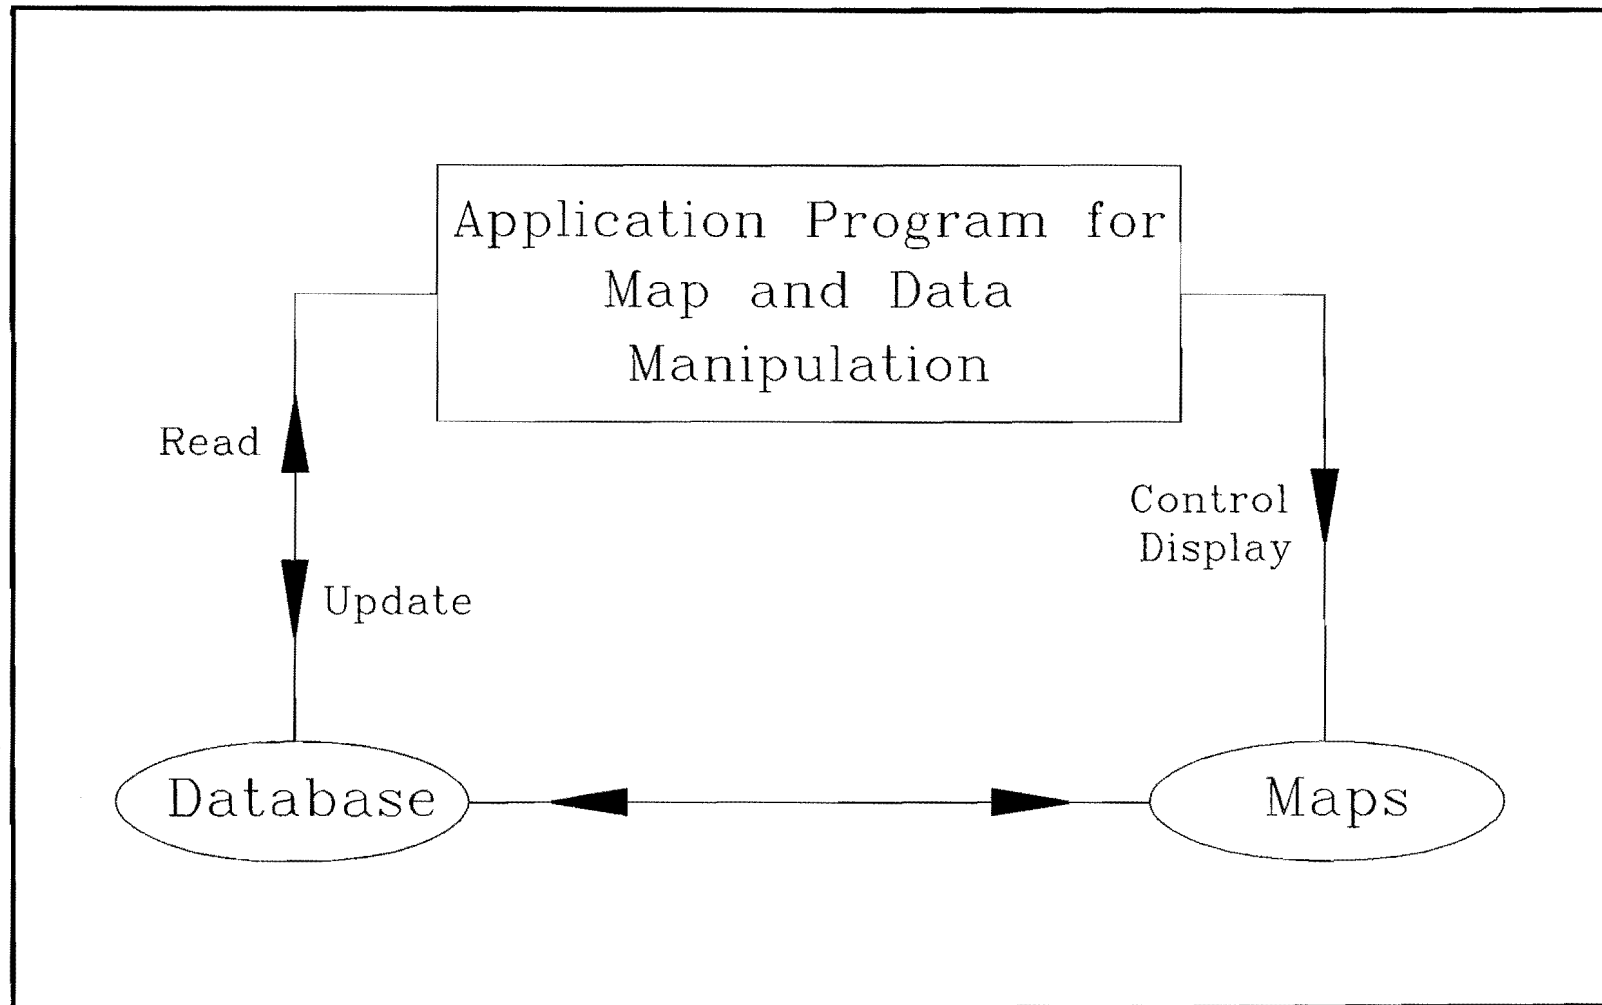 Application Program for
Map and Data
Manipulation
Read
Control
Display
Update
Database
Maps